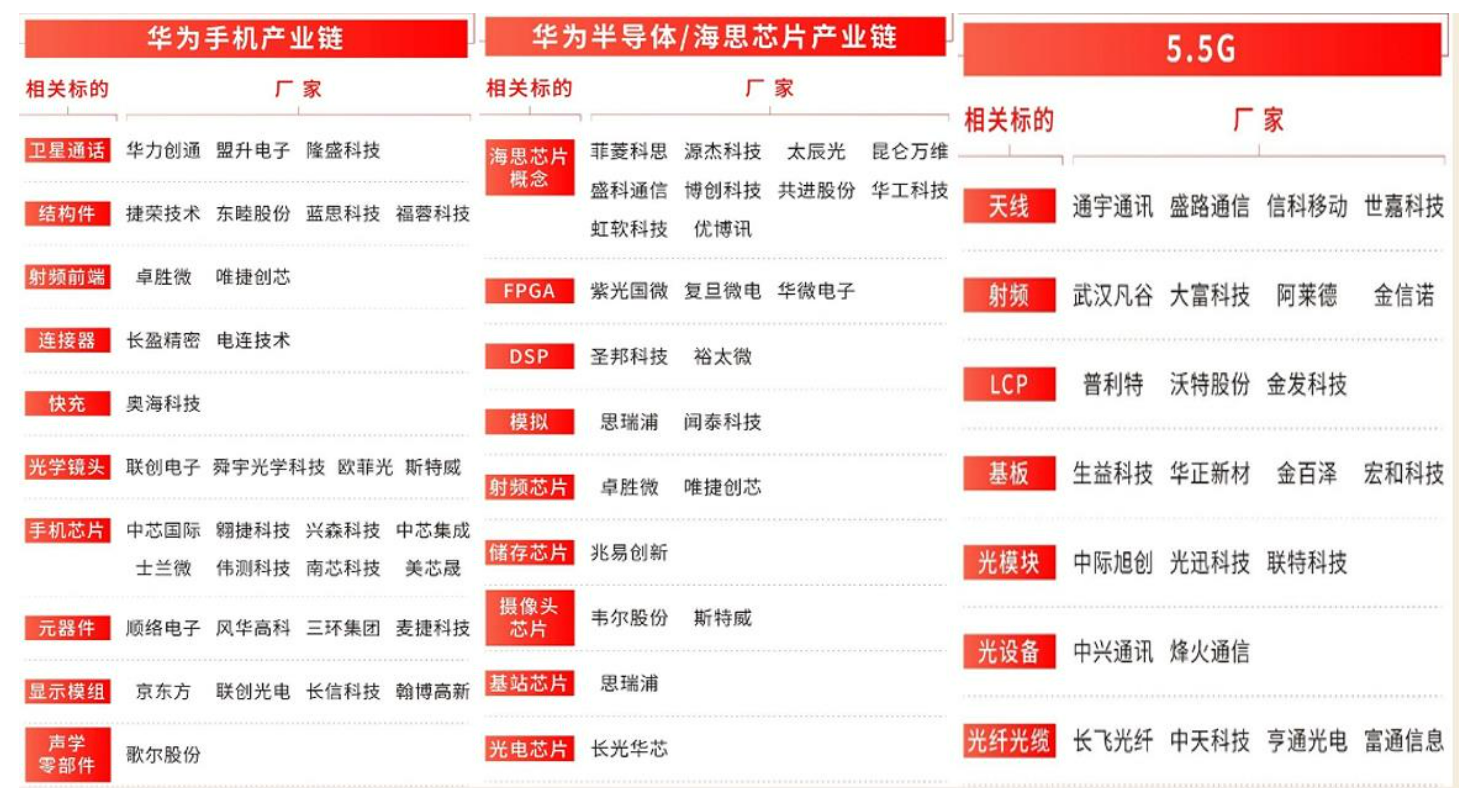 华为手机产业链
相关标的 厂家
卫星通话 华力创通 盟升电子 隆盛科技
结构件 捷荣技术 东睦股份 蓝思科技 福蓉科技
射频前端 卓胜微 唯捷创芯
连接器 长盈精密 电连技术
快充 奥海科技
光学镜头 联创电子 舜宇光学科技 欧菲光 斯特威
手机芯片 中芯国际 翱捷科技 兴森科技 中芯集成
士兰微 伟测科技 南芯科技 美芯晟
元器件 顺络电子 风华高科 三环集团 麦捷科技
显示模组 京东方 联创光电 长信科技 翰博高新
声学
零部件 歌尔股份
华为半导体/海思芯片产业链
相关标的 厂家
海思芯片
概念 菲菱科思 源杰科技 太辰光 昆仑万维
盛科通信 博创科技 共进股份 华工科技
虹软科技 优博讯
FPGA 紫光国微 复旦微电 华微电子
DSP 圣邦科技 裕太微
模拟 思瑞浦 闻泰科技
射频芯片 卓胜微 唯捷创芯
储存芯片 兆易创新
摄像头
芯片 韦尔股份 斯特威
基站芯片 思瑞浦
光电芯片 长光华芯
5.5G
相关标的 厂家
天线 通宇通讯 盛路通信 信科移动 世嘉科技
射频 武汉凡谷 大富科技 阿莱德 金信诺
LCP 普利特 沃特股份 金发科技
基板 生益科技 华正新材 金百泽 宏和科技
光模块 中际旭创 光迅科技 联特科技
光设备 中兴通讯 烽火通信
光纤光缆 长飞光纤 中天科技 亨通光电 富通信息